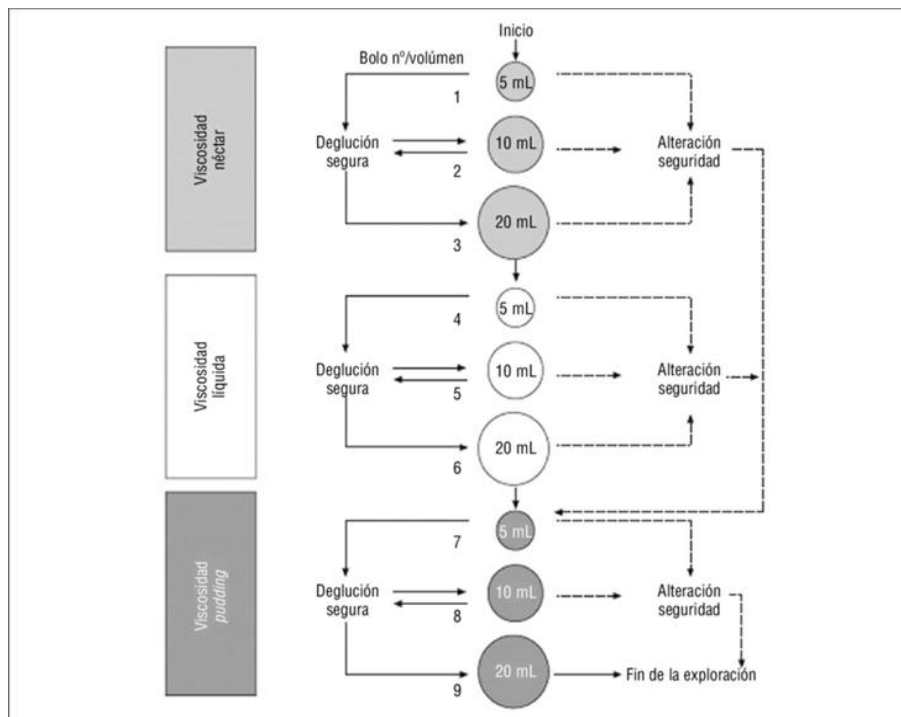 Inicio
Bolo nº/volúmen
5 mL
1
Viscosidad
néctar
Deglución
segura
10 mL
2
Alteración
seguridad
20 mL
3
5 mL
4
Viscosidad
líquida
Deglución
segura
10 mL
5
Alteración
seguridad
20 mL
6
5 mL
7
Viscosidad
pudding
Deglución
segura
10 mL
8
Alteración
seguridad
20 mL
9
Fin de la exploración